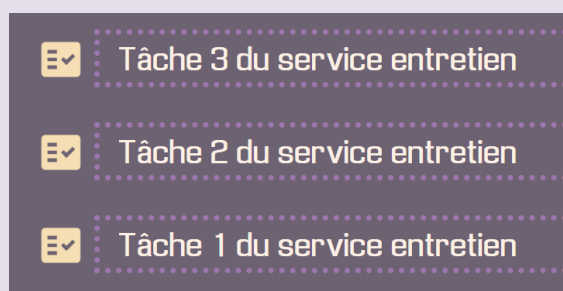 Tâche 3 du service entretien
Tâche 2 du service entretien
Tâche 1 du service entretien